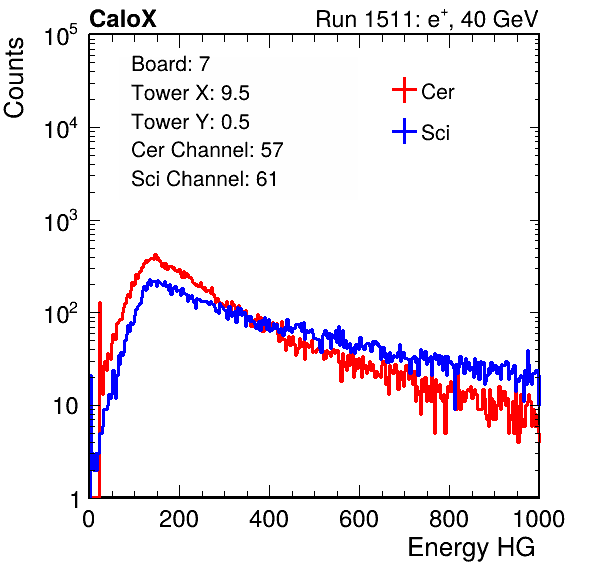 CaloX Run 1511: e⁺, 40 GeV
Counts
Board: 7
Tower X: 9.5
Tower Y: 0.5
Cer Channel: 57
Sci Channel: 61
Cer
Sci
10⁵
10⁴
10³
10²
10
1
0 200 400 600 800 1000
Energy HG